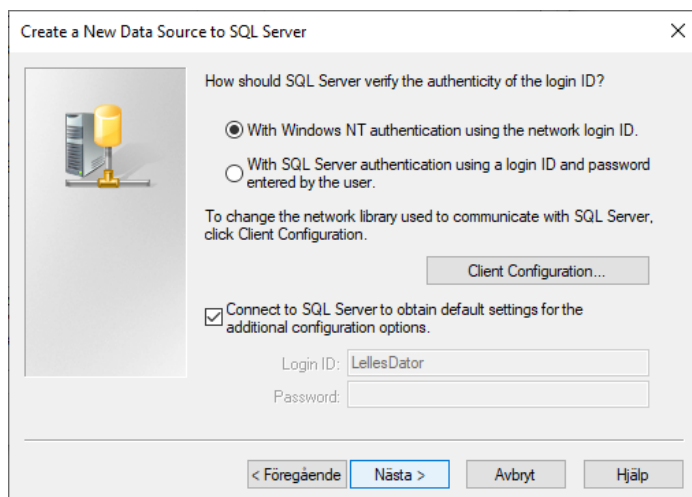 Create a New Data Source to SQL Server
How should SQL Server verify the authenticity of the login ID?
With Windows NT authentication using the network login ID.
With SQL Server authentication using a login ID and password
entered by the user.
To change the network library used to communicate with SQL Server,
click Client Configuration.
Client Configuration...
Connect to SQL Server to obtain default settings for the
additional configuration options.
Login ID: LellesDator
Password:
< Föregående Nästa > Avbryt Hjälp